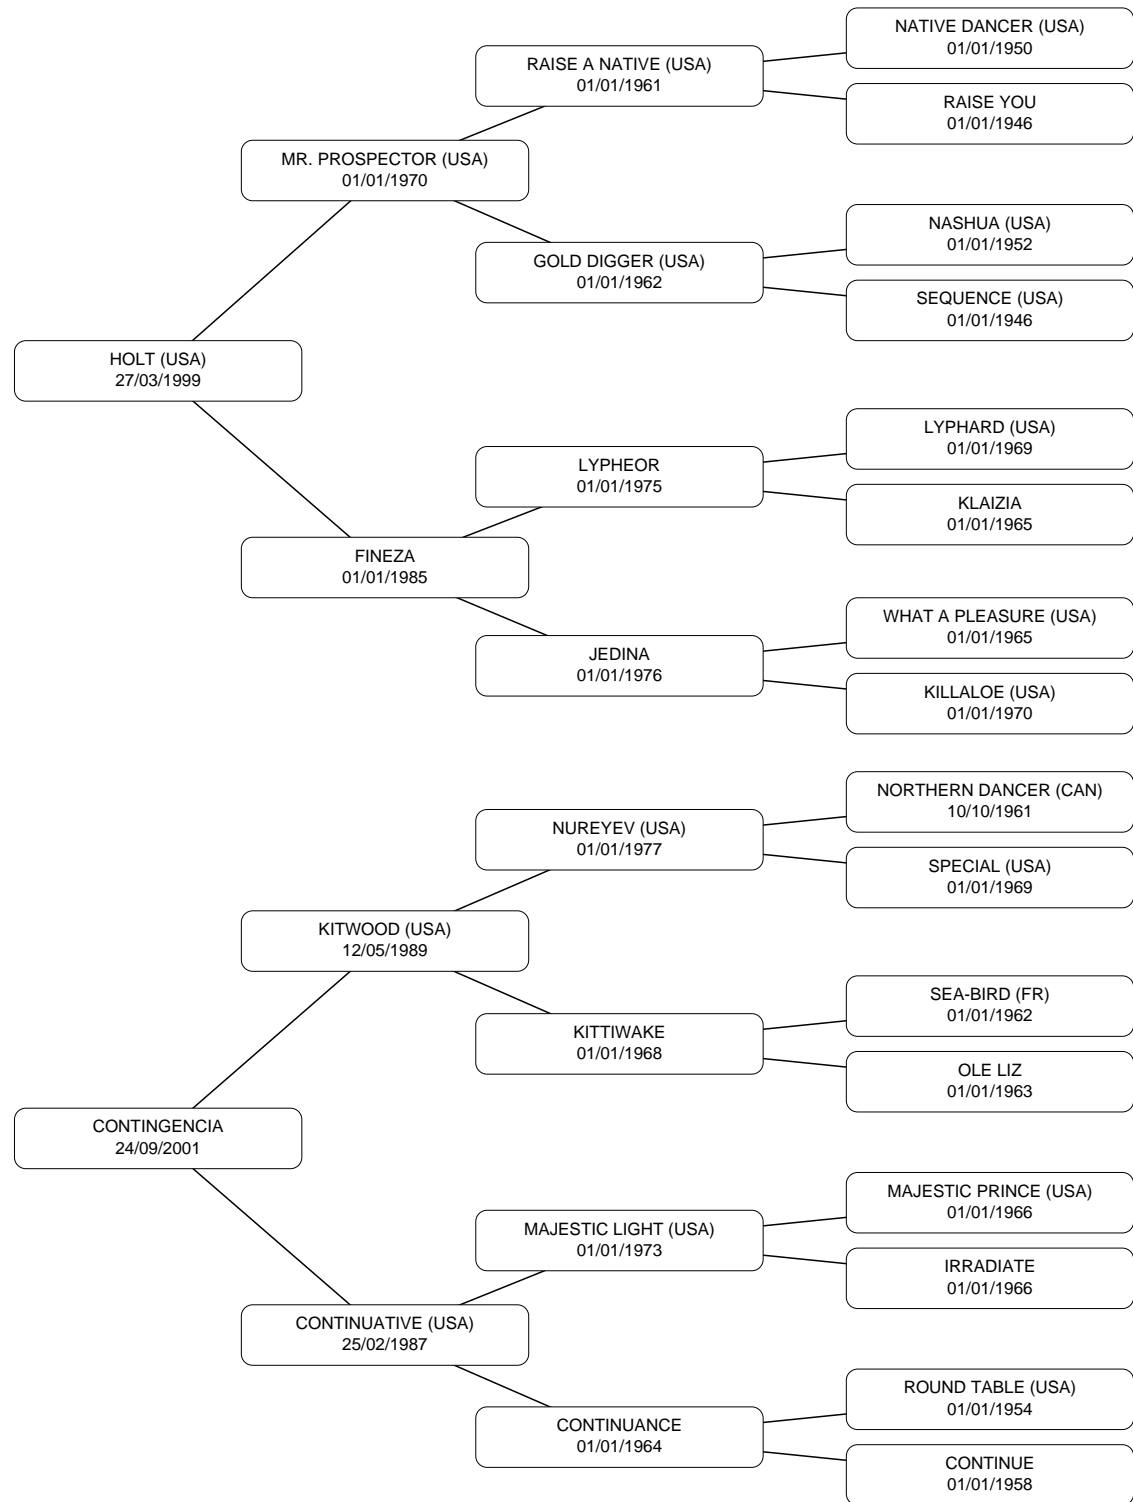 NATIVE DANCER (USA)
01/01/1950
RAISE A NATIVE (USA)
01/01/1961
RAISE YOU
01/01/1946
MR. PROSPECTOR (USA)
01/01/1970
NASHUA (USA)
01/01/1952
GOLD DIGGER (USA)
01/01/1962
SEQUENCE (USA)
01/01/1946
HOLT (USA)
27/03/1999
LYPHARD (USA)
01/01/1969
LYPHEOR
01/01/1975
KLAIZIA
01/01/1965
FINEZA
01/01/1985
WHAT A PLEASURE (USA)
01/01/1965
JEDINA
01/01/1976
KILLALOE (USA)
01/01/1970
NORTHERN DANCER (CAN)
10/10/1961
NUREYEV (USA)
01/01/1977
SPECIAL (USA)
01/01/1969
KITWOOD (USA)
12/05/1989
SEA-BIRD (FR)
01/01/1962
KITTIWAKE
01/01/1968
OLE LIZ
01/01/1963
CONTINGENCIA
24/09/2001
MAJESTIC PRINCE (USA)
01/01/1966
MAJESTIC LIGHT (USA)
01/01/1973
IRRADIATE
01/01/1966
CONTINUATIVE (USA)
25/02/1987
ROUND TABLE (USA)
01/01/1954
CONTINUANCE
01/01/1964
CONTINUE
01/01/1958